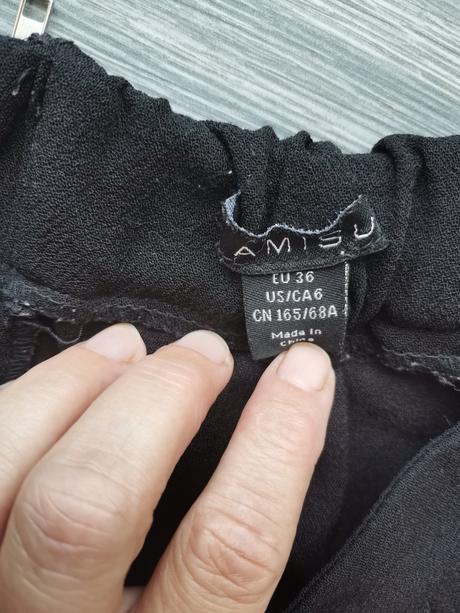 AMISU
EU 36
US/CA6
CN 165/68A
Made in
China